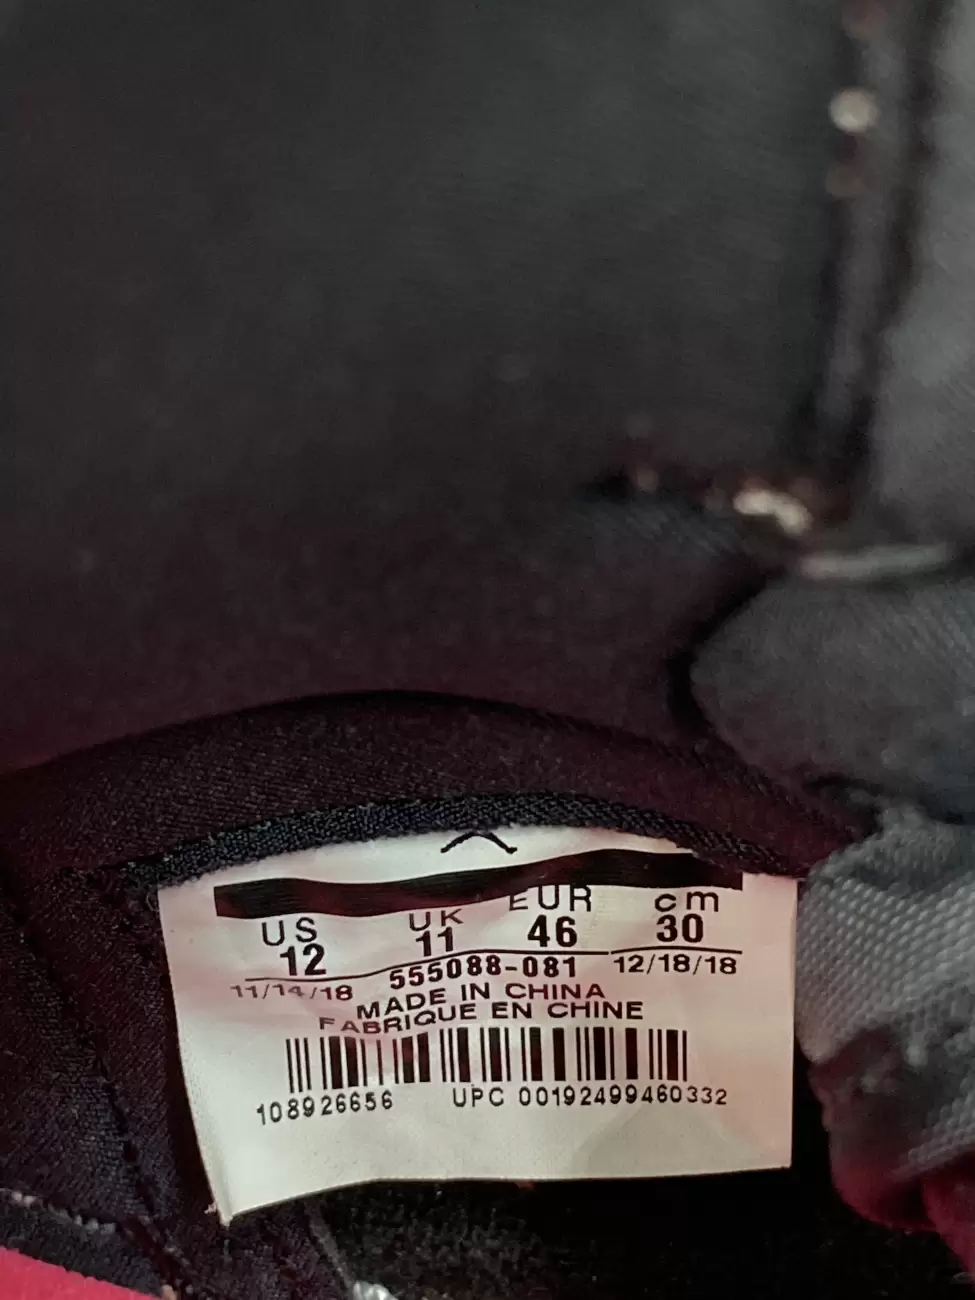 US UK EUR cm
12 11 46 30
11/14/18 555088-081 12/18/18
MADE IN CHINA
FABRIQUE EN CHINE
108926656 UPC 00192499460332